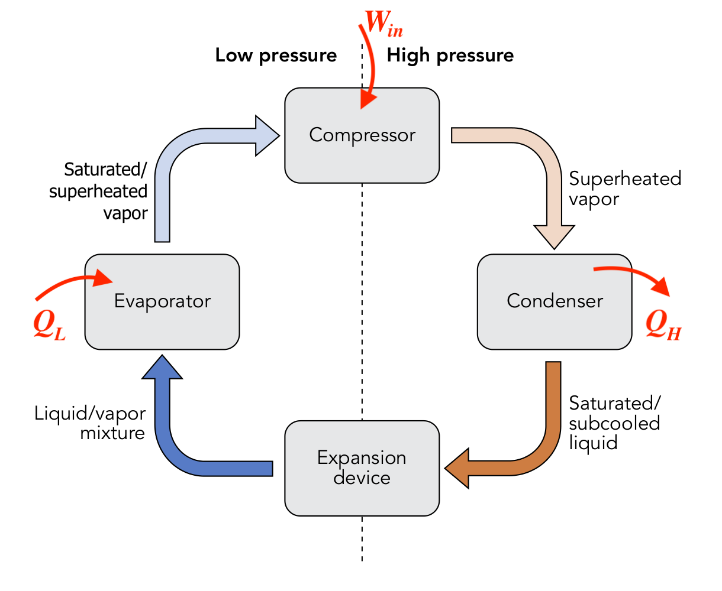 W_in
Low pressure
High pressure
Compressor
Saturated/
superheated
vapor
Superheated
vapor
Evaporator
Condenser
Q_L
Q_H
Liquid/vapor
mixture
Saturated/
subcooled
liquid
Expansion
device